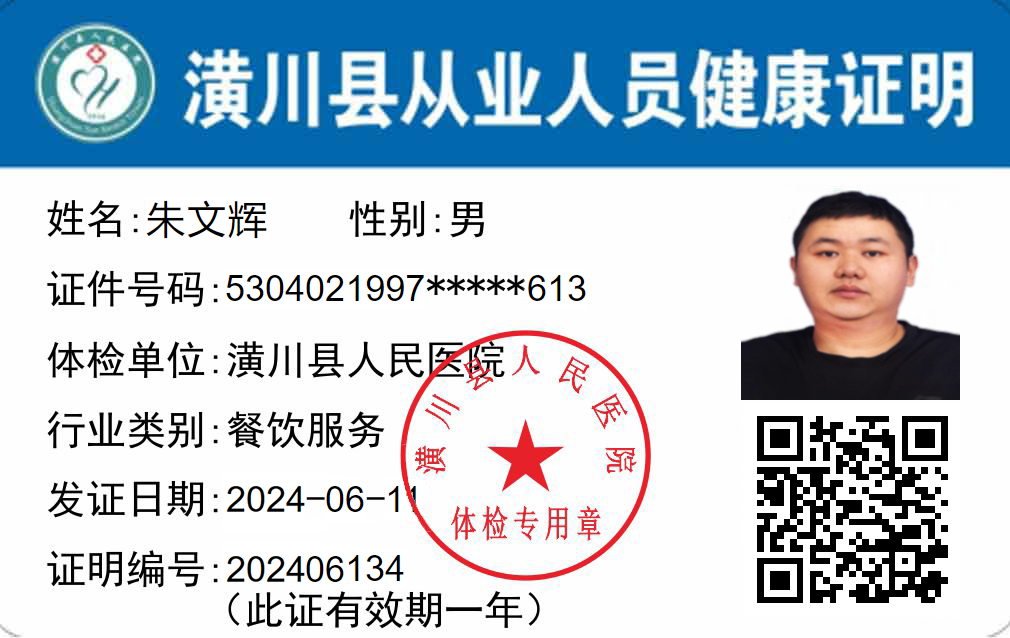 潢川县从业人员健康证明
姓名:朱文辉 性别:男
证件号码:5304021997*****613
体检单位:潢川县人民医院
行业类别:餐饮服务
发证日期:2024-06-11
证明编号:202406134
(此证有效期一年)
潢川县人民医院
体检专用章